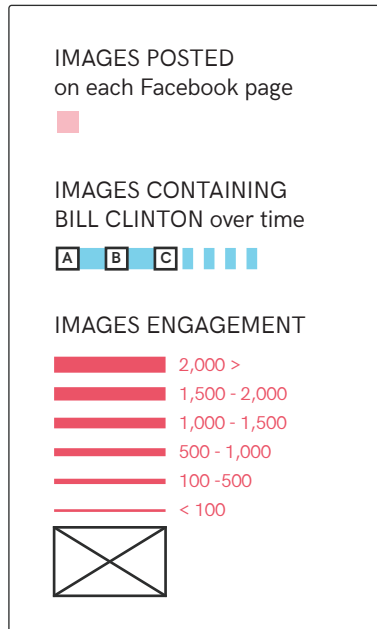 IMAGES POSTED
on each Facebook page
IMAGES CONTAINING
BILL CLINTON over time
A B C
IMAGES ENGAGEMENT
2,000 >
1,500 - 2,000
1,000 - 1,500
500 - 1,000
100 -500
< 100